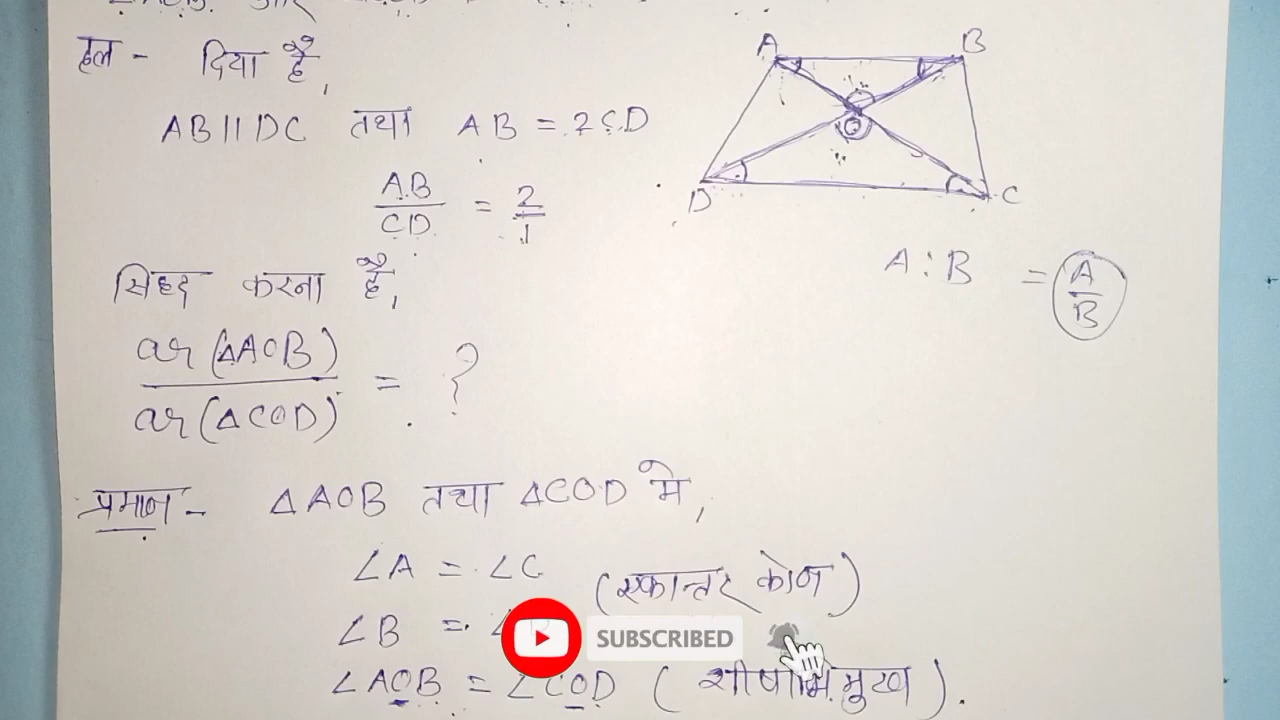 हल - दिया है,
AB || DC तथा AB = 2CD
AB/CD = 2/1
सिद्द करना है,
ar(ΔAOB)/ar(ΔCOD) = ?
A B
D C
O
A : B = A/B
प्रमान - ΔAOB तथा ΔCOD मे,
∠A = ∠C (एकान्तर कोन)
∠B =
SUBSCRIBED
∠AOB = ∠COD (शीर्षाभिमुख).